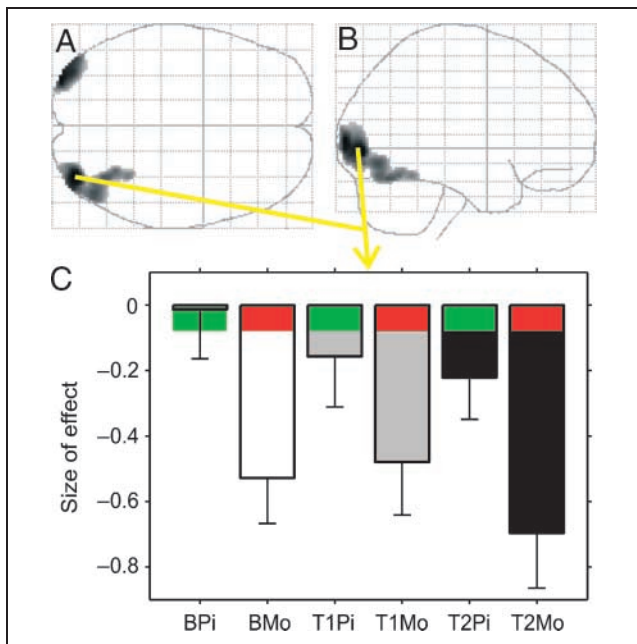 A
B
C
0
−0.2
−0.4
−0.6
−0.8
Size of effect
BPi BMo T1Pi T1Mo T2Pi T2Mo